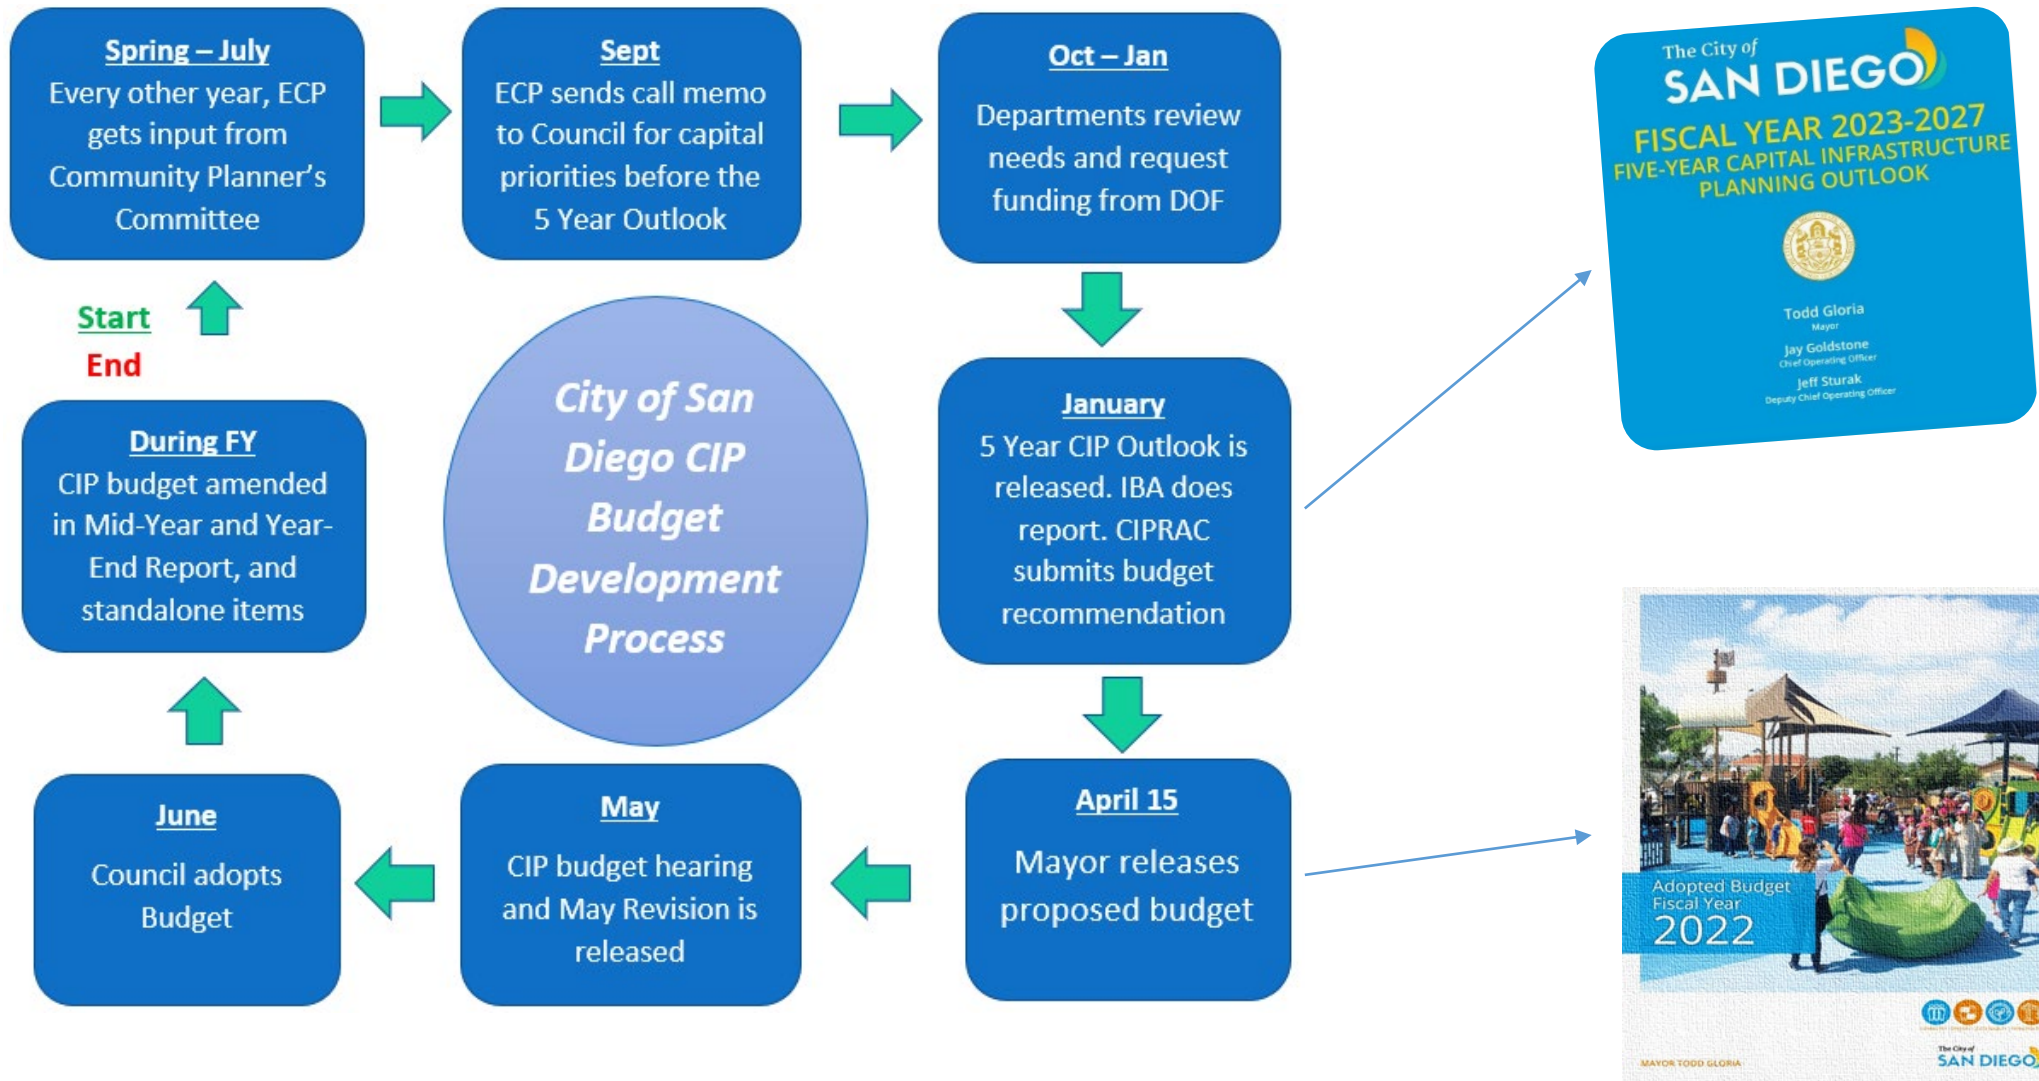 Spring – July
Every other year, ECP
gets input from
Community Planner's
Committee
Sept
ECP sends call memo
to Council for capital
priorities before the
5 Year Outlook
Oct – Jan
Departments review
needs and request
funding from DOF
January
5 Year CIP Outlook is
released. IBA does
report. CIPRAC
submits budget
recommendation
April 15
Mayor releases
proposed budget
May
CIP budget hearing
and May Revision is
released
June
Council adopts
Budget
During FY
CIP budget amended
in Mid-Year and Year-
End Report, and
standalone items
Start
End
City of San
Diego CIP
Budget
Development
Process
The City of
SAN DIEGO
FISCAL YEAR 2023-2027
FIVE-YEAR CAPITAL INFRASTRUCTURE
PLANNING OUTLOOK
Todd Gloria
Mayor
Jay Goldstone
Chief Operating Officer
Jeff Sturak
Deputy Chief Operating Officer
Adopted Budget
Fiscal Year
2022
MAYOR TODD GLORIA
The City of
SAN DIEGO